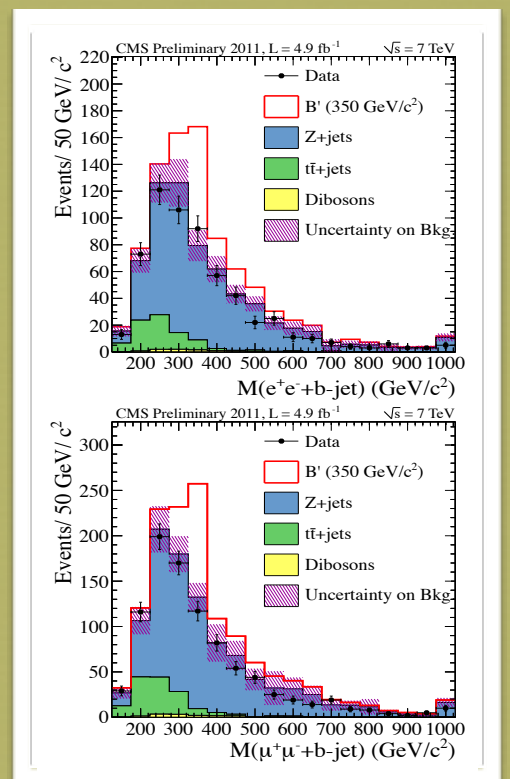 CMS Preliminary 2011, L = 4.9 fb⁻¹ √s = 7 TeV
Events/ 50 GeV/ c²
220
200
180
160
140
120
100
80
60
40
20
0
Data
B' (350 GeV/c²)
Z+jets
tt̄+jets
Dibosons
Uncertainty on Bkg
200 300 400 500 600 700 800 900 1000
M(e⁺e⁻+b-jet) (GeV/c²)
CMS Preliminary 2011, L = 4.9 fb⁻¹ √s = 7 TeV
Events/ 50 GeV/ c²
300
250
200
150
100
50
0
Data
B' (350 GeV/c²)
Z+jets
tt̄+jets
Dibosons
Uncertainty on Bkg
200 300 400 500 600 700 800 900 1000
M(μ⁺μ⁻+b-jet) (GeV/c²)